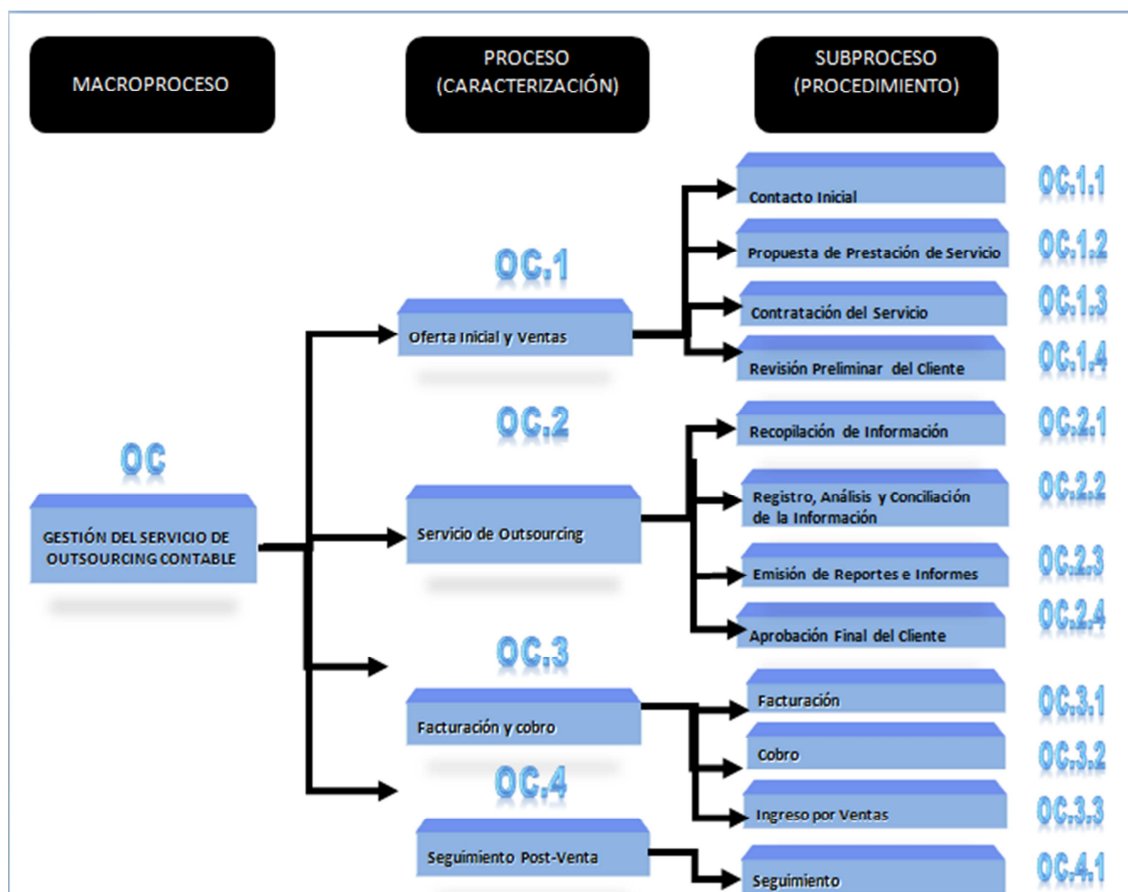 MACROPROCESO
PROCESO
(CARACTERIZACIÓN)
SUBPROCESO
(PROCEDIMIENTO)
OC
GESTIÓN DEL SERVICIO DE
OUTSOURCING CONTABLE
OC.1
Oferta Inicial y Ventas
Contacto Inicial
OC.1.1
Propuesta de Prestación de Servicio
OC.1.2
Contratación del Servicio
OC.1.3
Revisión Preliminar del Cliente
OC.1.4
OC.2
Servicio de Outsourcing
Recopilación de Información
OC.2.1
Registro, Análisis y Conciliación
de la Información
OC.2.2
Emisión de Reportes e Informes
OC.2.3
Aprobación Final del Cliente
OC.2.4
OC.3
Facturación y cobro
Facturación
OC.3.1
Cobro
OC.3.2
Ingreso por Ventas
OC.3.3
OC.4
Seguimiento Post-Venta
Seguimiento
OC.4.1